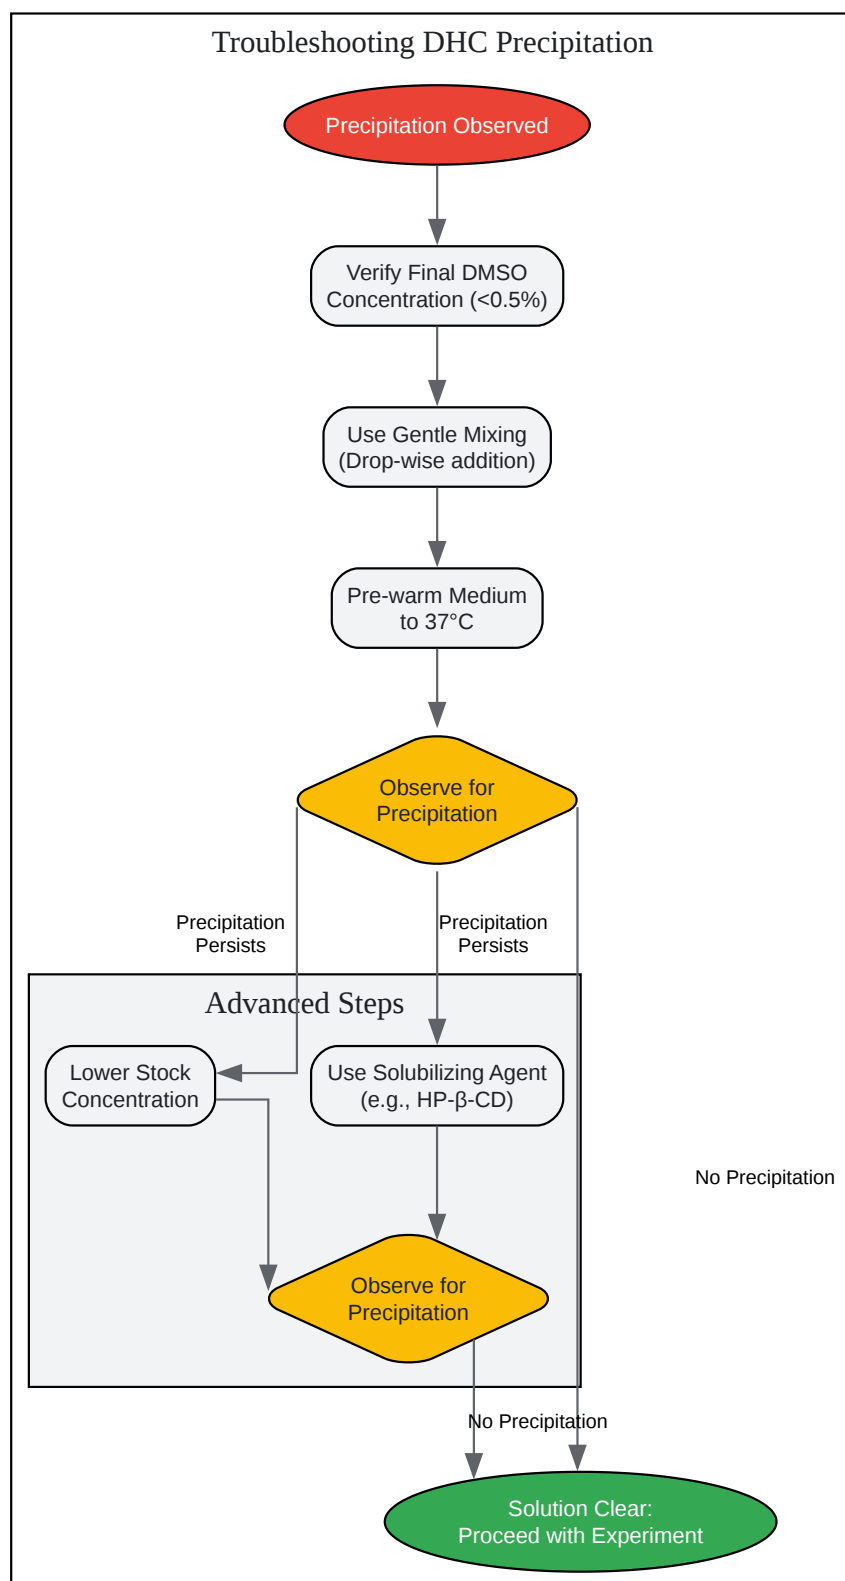 Troubleshooting DHC Precipitation
Precipitation Observed
Verify Final DMSO
Concentration (<0.5%)
Use Gentle Mixing
(Drop-wise addition)
Pre-warm Medium
to 37°C
Observe for
Precipitation
Precipitation
Persists
Precipitation
Persists
Advanced Steps
Lower Stock
Concentration
Use Solubilizing Agent
(e.g., HP-β-CD)
No Precipitation
Observe for
Precipitation
No Precipitation
Solution Clear:
Proceed with Experiment